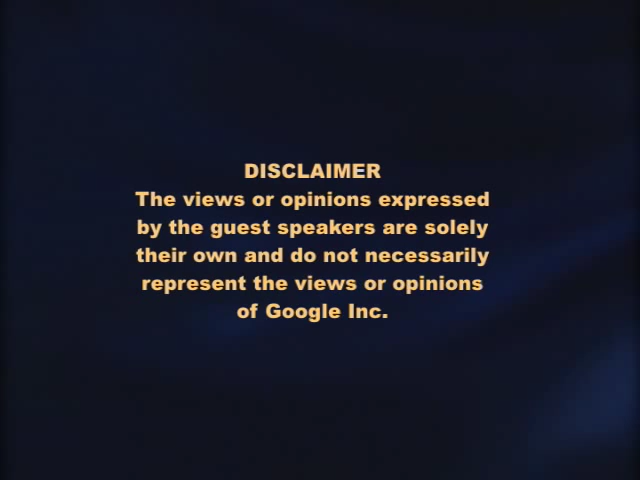 DISCLAIMER
The views or opinions expressed
by the guest speakers are solely
their own and do not necessarily
represent the views or opinions
of Google Inc.